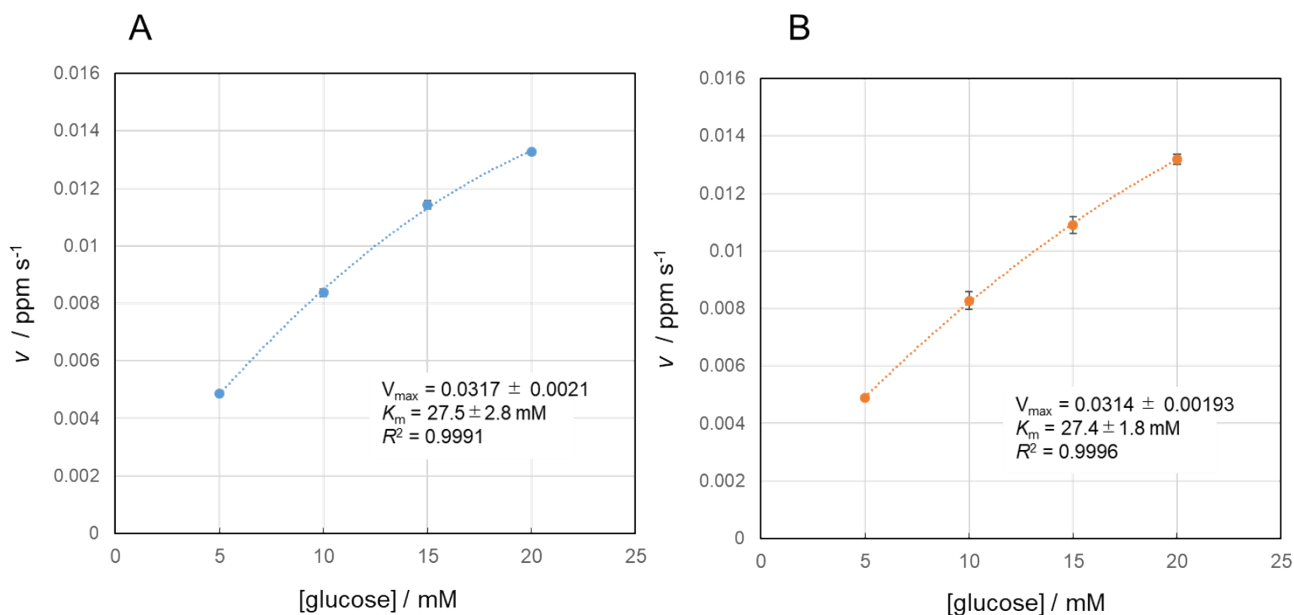 A
0.016
0.014
0.012
0.01
0.008
0.006
0.004
0.002
0
v / ppm s⁻¹
Vmax = 0.0317 ± 0.0021
Km = 27.5 ± 2.8 mM
R² = 0.9991
0 5 10 15 20 25
[glucose] / mM
B
0.016
0.014
0.012
0.01
0.008
0.006
0.004
0.002
0
v / ppm s⁻¹
Vmax = 0.0314 ± 0.00193
Km = 27.4 ± 1.8 mM
R² = 0.9996
0 5 10 15 20 25
[glucose] / mM